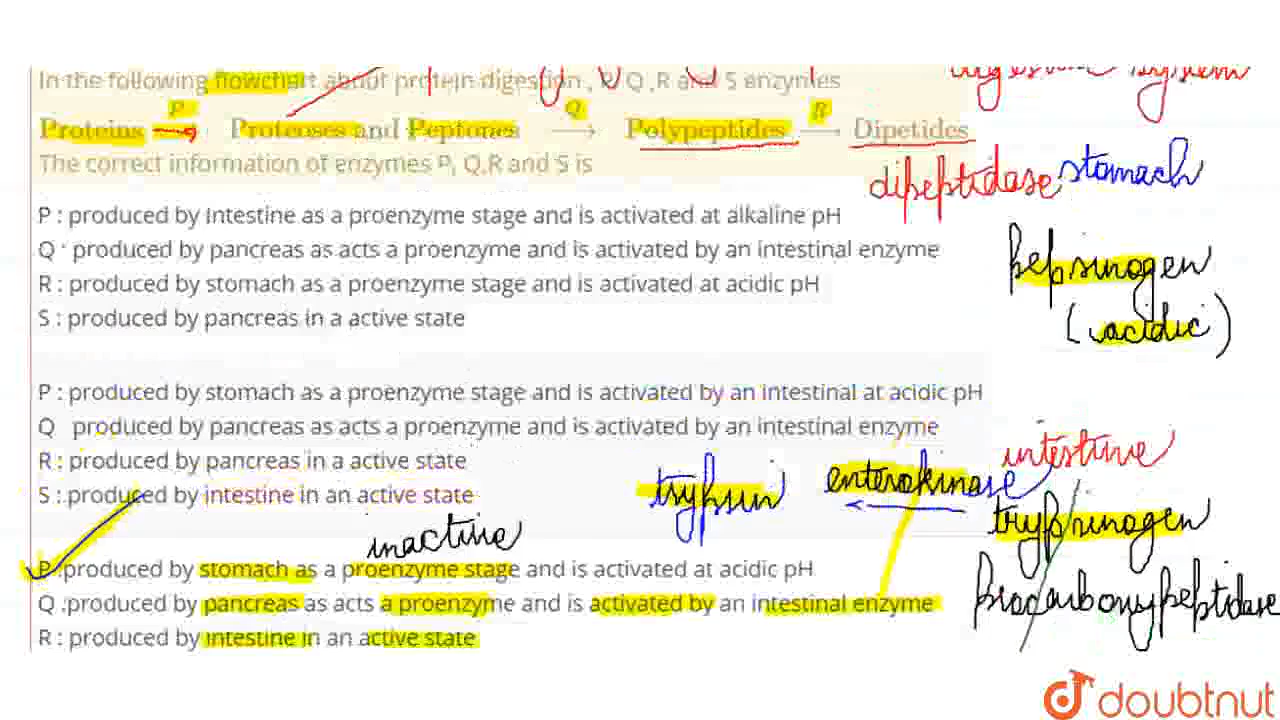 In the following flowchart about protein digestion , P, Q ,R and S enzymes
digestive system
P Q R
Proteins → Proteoses and Peptones → Polypeptides → Dipetides
The correct information of enzymes P, Q,R and S is
dipeptidase stomach
P : produced by Intestine as a proenzyme stage and is activated at alkaline pH
Q : produced by pancreas as acts a proenzyme and is activated by an intestinal enzyme
pepsinogen
R : produced by stomach as a proenzyme stage and is activated at acidic pH
S : produced by pancreas in a active state
(acidic)
P : produced by stomach as a proenzyme stage and is activated by an intestinal at acidic pH
Q produced by pancreas as acts a proenzyme and is activated by an intestinal enzyme
R : produced by pancreas in a active state
intestine
S : produced by intestine in an active state
trypsin ← enterokinase
trypsinogen
inactive
P :produced by stomach as a proenzyme stage and is activated at acidic pH
Q :produced by pancreas as acts a proenzyme and is activated by an intestinal enzyme
procarboxypeptidase
R : produced by intestine in an active state
doubtnut